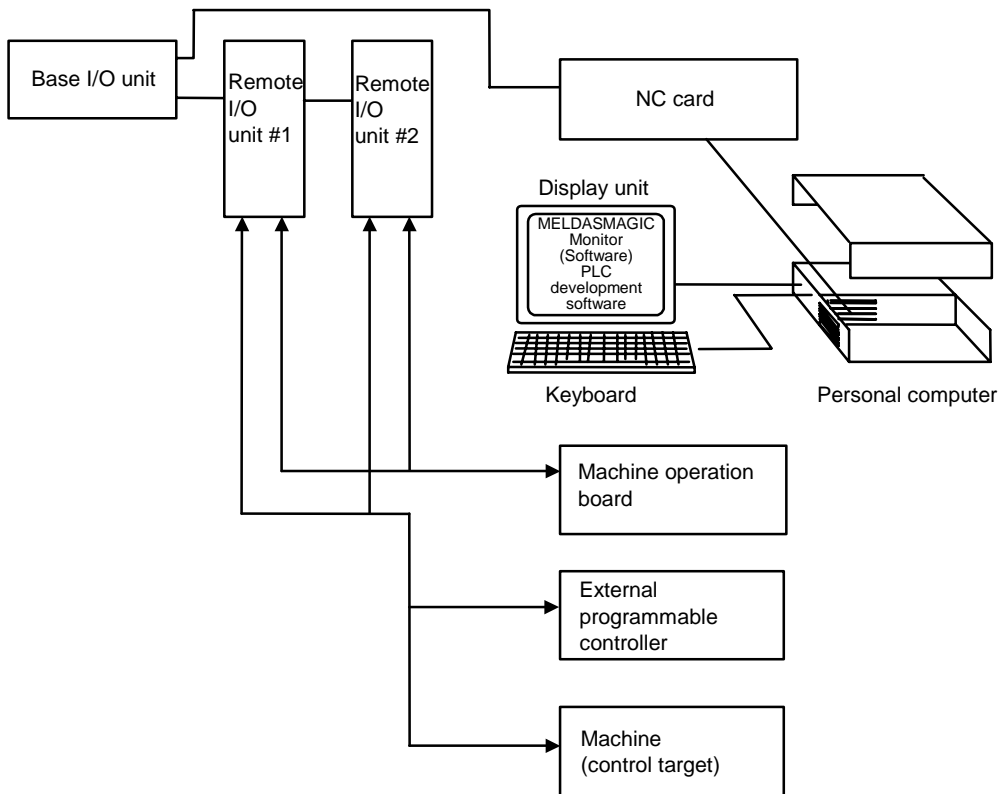 Base I/O unit
Remote
I/O
unit #1
Remote
I/O
unit #2
NC card
Display unit
MELDASMAGIC
Monitor
(Software)
PLC
development
software
Keyboard
Personal computer
Machine operation
board
External
programmable
controller
Machine
(control target)